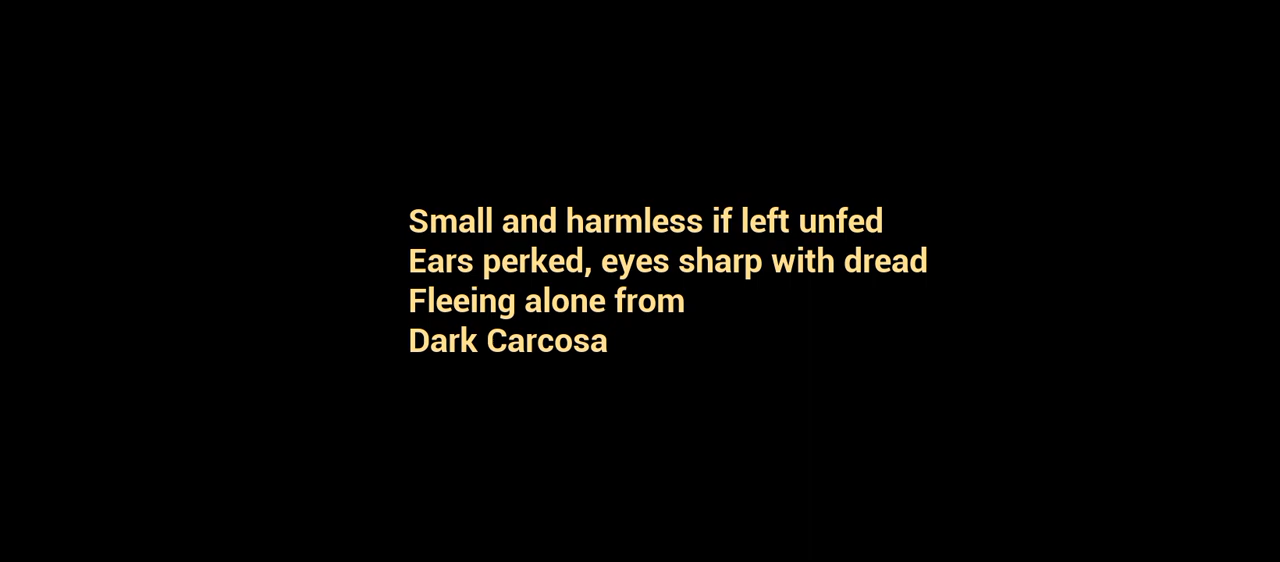 Small and harmless if left unfed
Ears perked, eyes sharp with dread
Fleeing alone from
Dark Carcosa